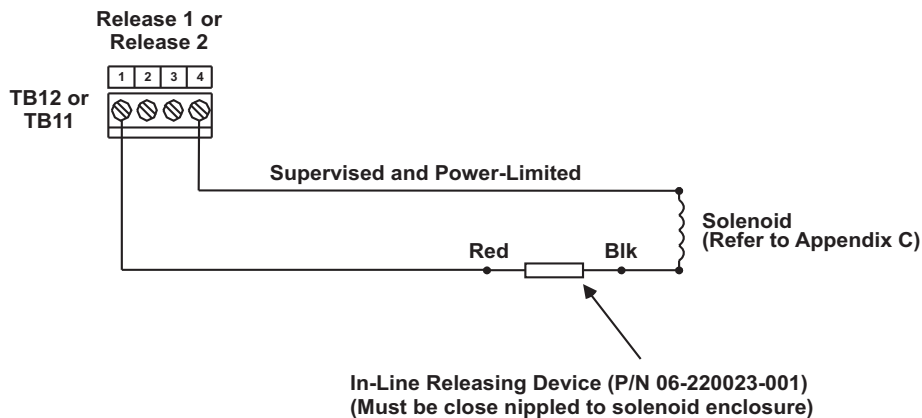 Release 1 or
Release 2
1 2 3 4
TB12 or
TB11
Supervised and Power-Limited
Solenoid
(Refer to Appendix C)
Red
Blk
In-Line Releasing Device (P/N 06-220023-001)
(Must be close nippled to solenoid enclosure)